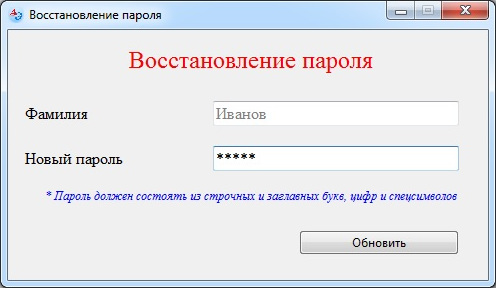 Восстановление пароля
Восстановление пароля
Фамилия Иванов
Новый пароль *****
* Пароль должен состоять из строчных и заглавных букв, цифр и спецсимволов
Обновить